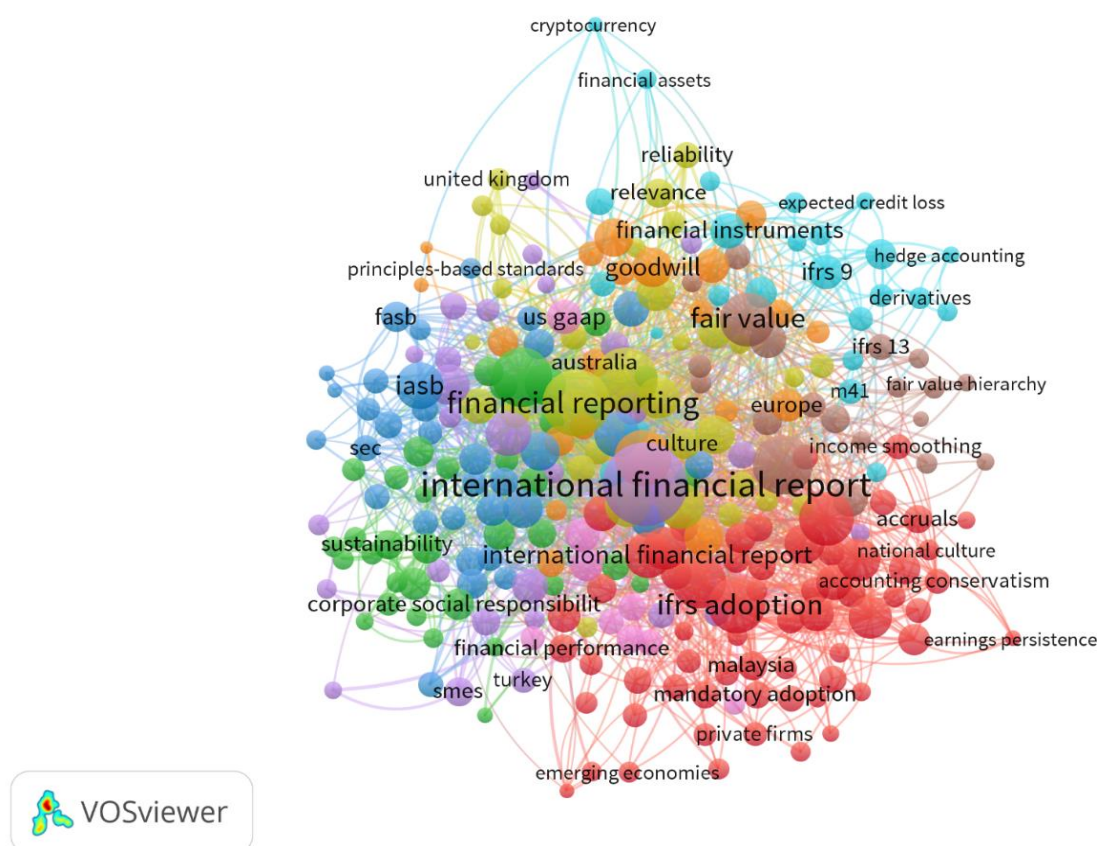 cryptocurrency
financial assets
reliability
united kingdom
relevance
expected credit loss
financial instruments
hedge accounting
principles-based standards
goodwill
ifrs 9
derivatives
fasb
us gaap
fair value
ifrs 13
australia
iasb
m41
fair value hierarchy
financial reporting
europe
sec
culture
income smoothing
international financial report
accruals
sustainability
international financial report
national culture
accounting conservatism
corporate social responsibilit
ifrs adoption
financial performance
earnings persistence
malaysia
turkey
smes
mandatory adoption
private firms
emerging economies
VOSviewer